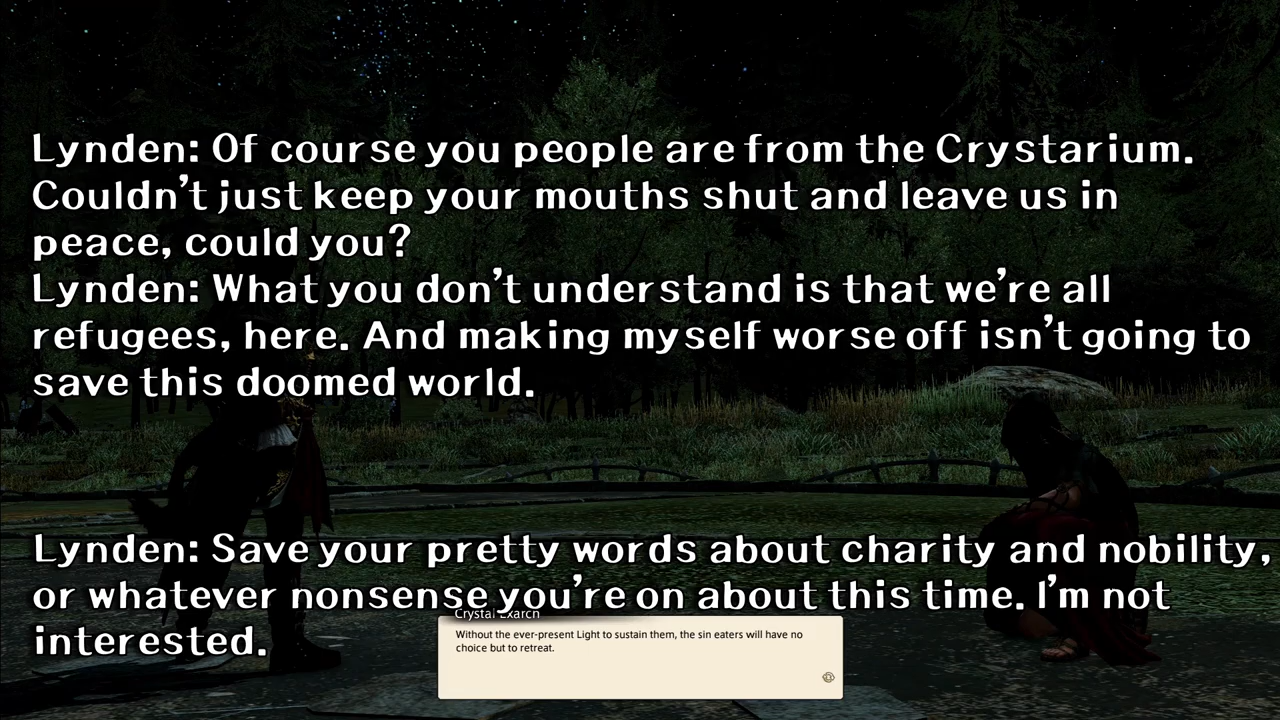 Lynden: Of course you people are from the Crystarium.
Couldn't just keep your mouths shut and leave us in
peace, could you?
Lynden: What you don't understand is that we're all
refugees, here. And making myself worse off isn't going to
save this doomed world.
Lynden: Save your pretty words about charity and nobility,
or whatever nonsense you're on about this time. I'm not
interested.
Crystal Exarch
Without the ever-present Light to sustain them, the sin eaters will have no
choice but to retreat.